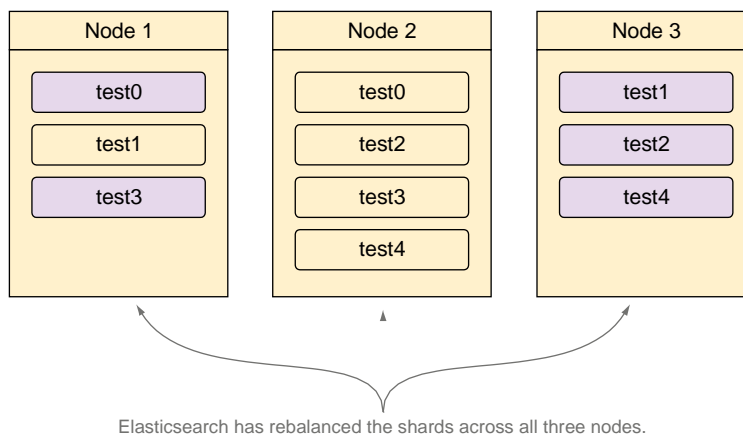 Node 1
test0
test1
test3
Node 2
test0
test2
test3
test4
Node 3
test1
test2
test4
Elasticsearch has rebalanced the shards across all three nodes.